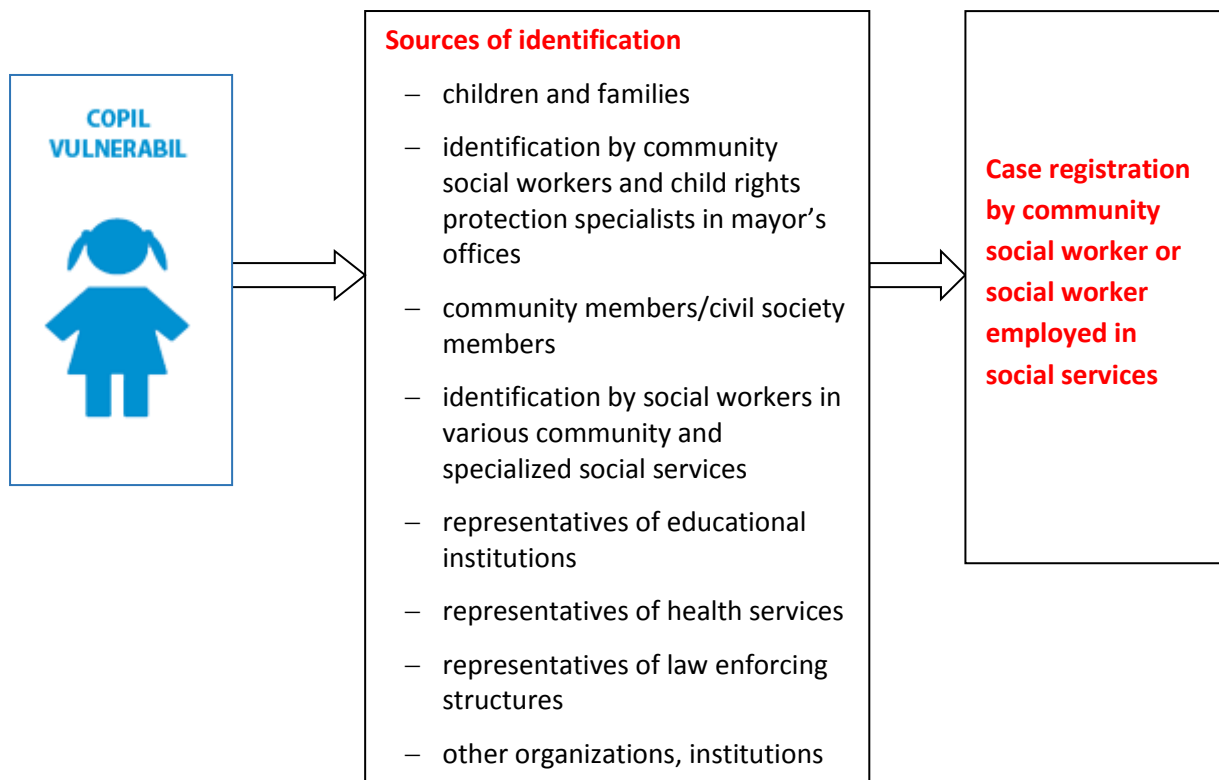 COPIL
VULNERABIL
Sources of identification
– children and families
– identification by community
social workers and child rights
protection specialists in mayor’s
offices
– community members/civil society
members
– identification by social workers in
various community and
specialized social services
– representatives of educational
institutions
– representatives of health services
– representatives of law enforcing
structures
– other organizations, institutions
Case registration
by community
social worker or
social worker
employed in
social services